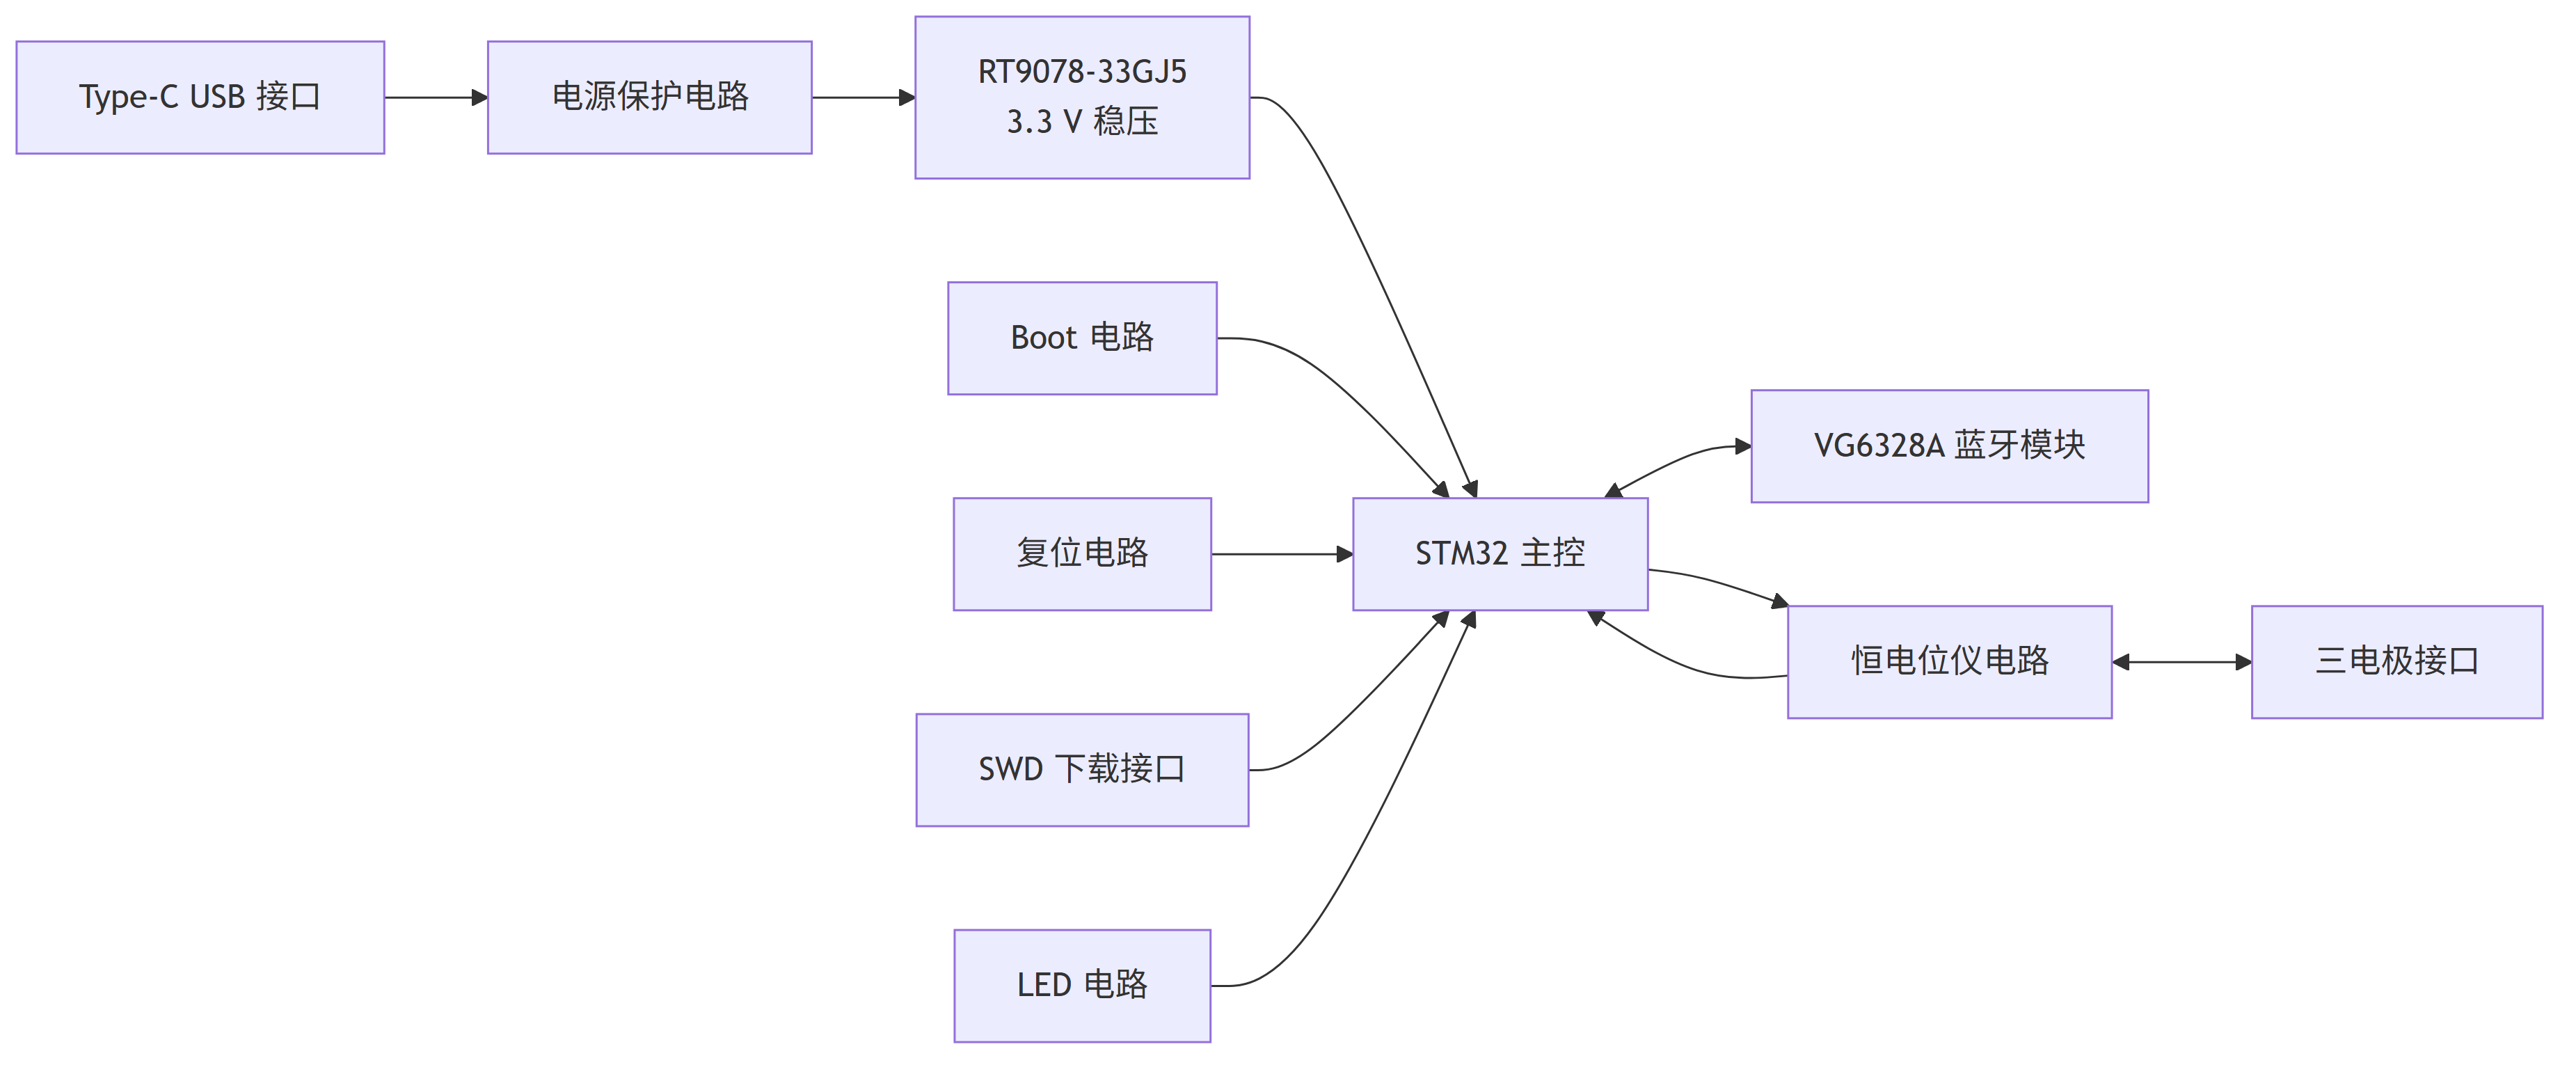 Type-C USB 接口
电源保护电路
RT9078-33GJ5
3.3 V 稳压
Boot 电路
VG6328A 蓝牙模块
复位电路
STM32 主控
恒电位仪电路
三电极接口
SWD 下载接口
LED 电路